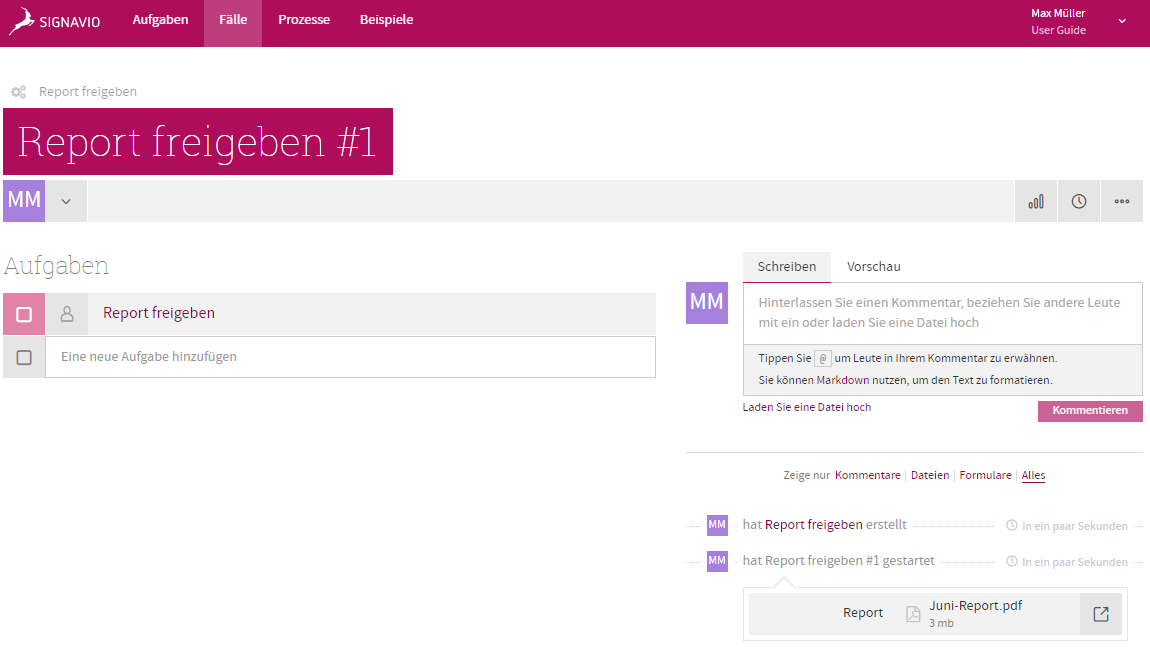 SIGNAVIO Aufgaben Fälle Prozesse Beispiele Max Müller
User Guide
Report freigeben
Report freigeben #1
MM
Aufgaben
Report freigeben
Eine neue Aufgabe hinzufügen
Schreiben Vorschau
MM
Hinterlassen Sie einen Kommentar, beziehen Sie andere Leute
mit ein oder laden Sie eine Datei hoch
Tippen Sie @ um Leute in Ihrem Kommentar zu erwähnen.
Sie können Markdown nutzen, um den Text zu formatieren.
Laden Sie eine Datei hoch Kommentieren
Zeige nur Kommentare Dateien Formulare Alles
MM hat Report freigeben erstellt In ein paar Sekunden
MM hat Report freigeben #1 gestartet In ein paar Sekunden
Report Juni-Report.pdf
3 mb